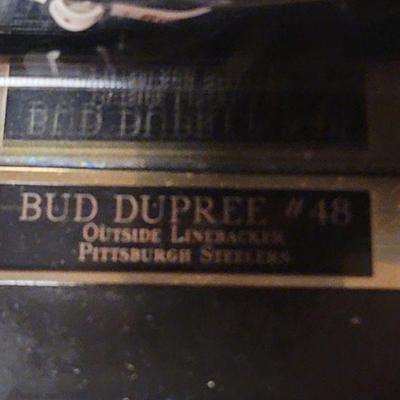 BUD DUPREE #48
OUTSIDE LINEBACKER
PITTSBURGH STEELERS